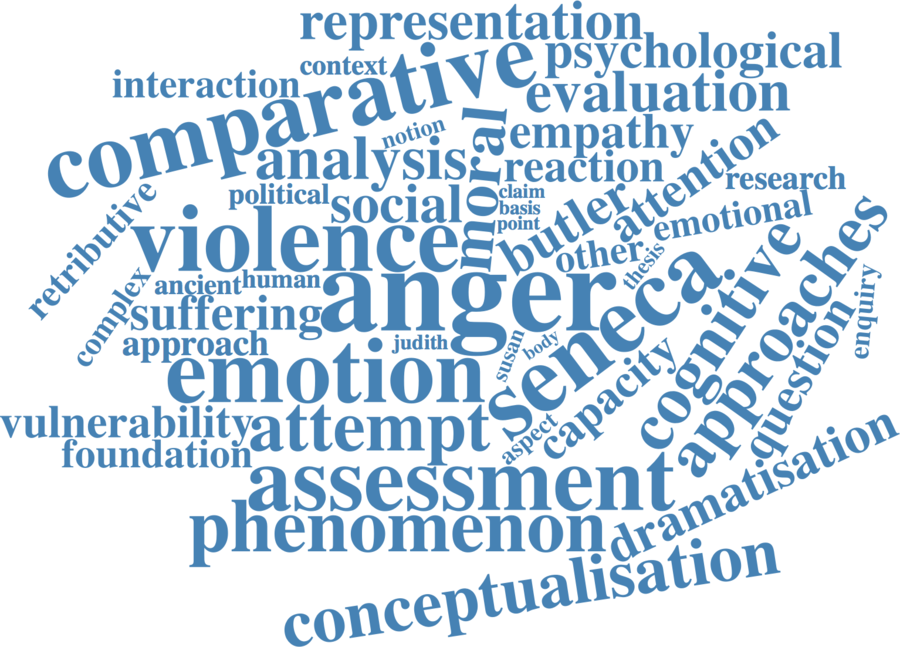 representation
comparative
psychological
context
interaction
evaluation
moral
notion
empathy
attention
analysis
reaction
research
political
social
claim
basis
point
butler
emotional
retributive
violence
other
thesis
cognitive
approaches
ancient
human
anger
seneca
complex
suffering
enquiry
approach
judith
susan
body
emotion
capacity
question
vulnerability
attempt
aspect
foundation
assessment
dramatisation
phenomenon
conceptualisation